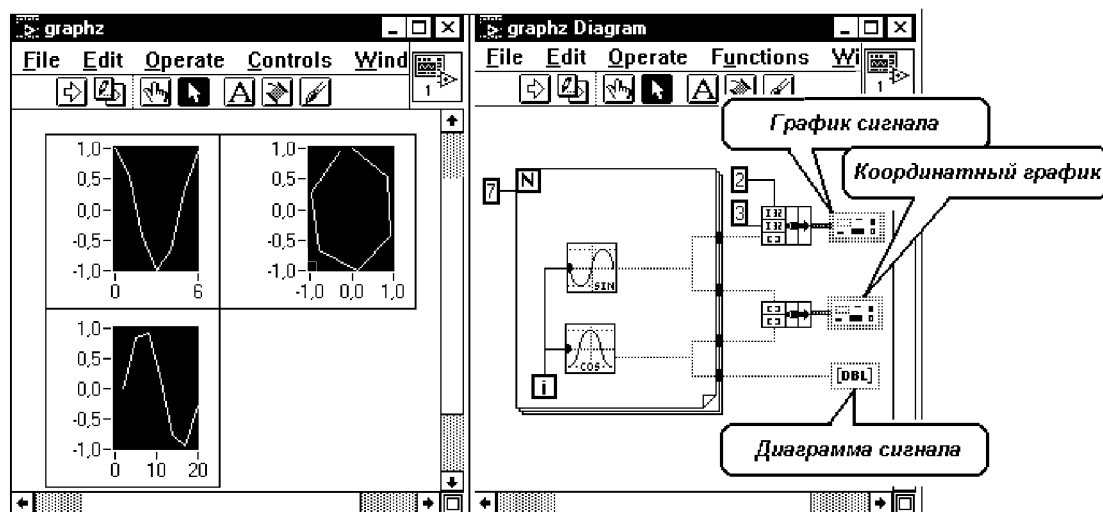 graphz
File Edit Operate Controls Wind
1
1,0
0,5
0,0
-0,5
-1,0
0 6
1,0
0,5
0,0
-0,5
-1,0
-1,0 0,0 1,0
1,0
0,5
0,0
-0,5
-1,0
0 10 20
graphz Diagram
File Edit Operate Functions Wi
1
A
A
График сигнала
Координатный график
7
N
2
3
I32
I32
SIN
COS
i
[DBL]
Диаграмма сигнала